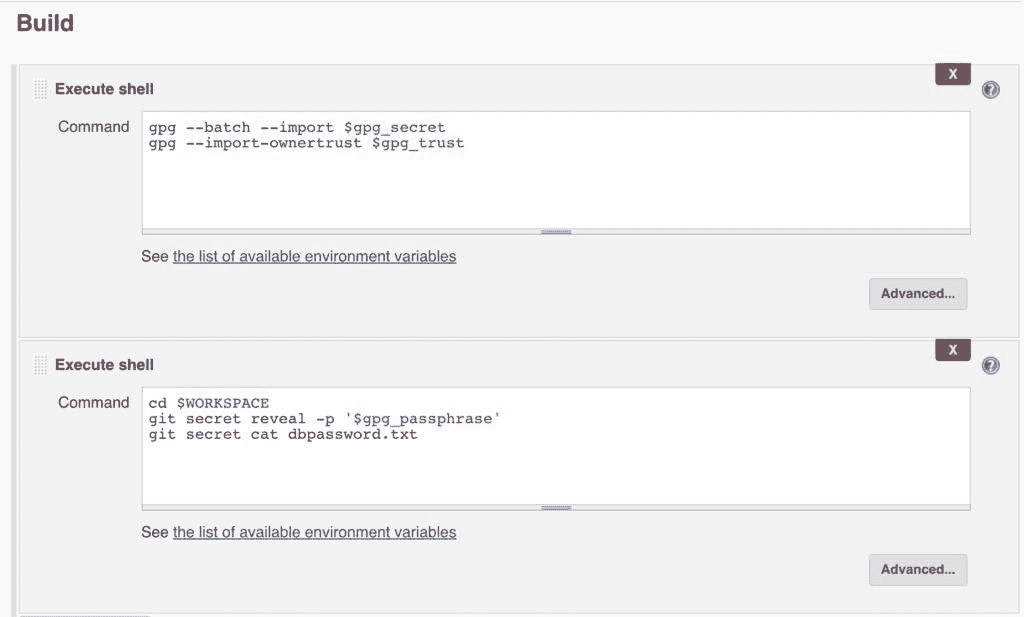 Build
X
Execute shell
Command
gpg --batch --import $gpg_secret
gpg --import-ownertrust $gpg_trust
See the list of available environment variables
Advanced...
X
Execute shell
Command
cd $WORKSPACE
git secret reveal -p '$gpg_passphrase'
git secret cat dbpassword.txt
See the list of available environment variables
Advanced...